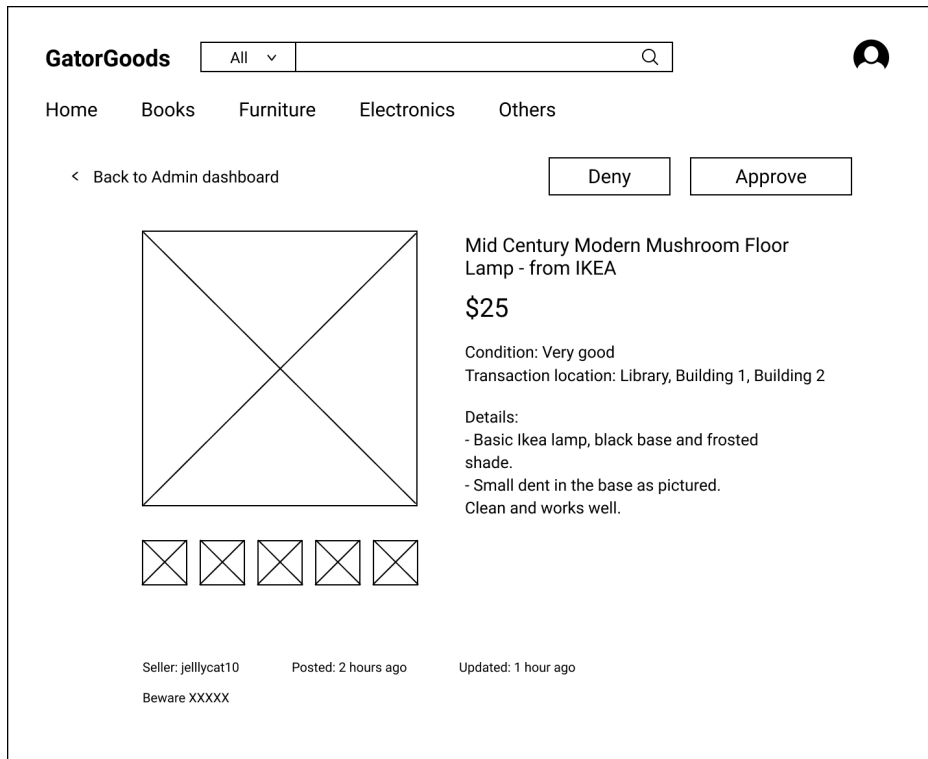 GatorGoods
All
Home Books Furniture Electronics Others
< Back to Admin dashboard
Deny
Approve
Mid Century Modern Mushroom Floor
Lamp - from IKEA
$25
Condition: Very good
Transaction location: Library, Building 1, Building 2
Details:
- Basic Ikea lamp, black base and frosted
shade.
- Small dent in the base as pictured.
Clean and works well.
Seller: jelllycat10 Posted: 2 hours ago Updated: 1 hour ago
Beware XXXXX